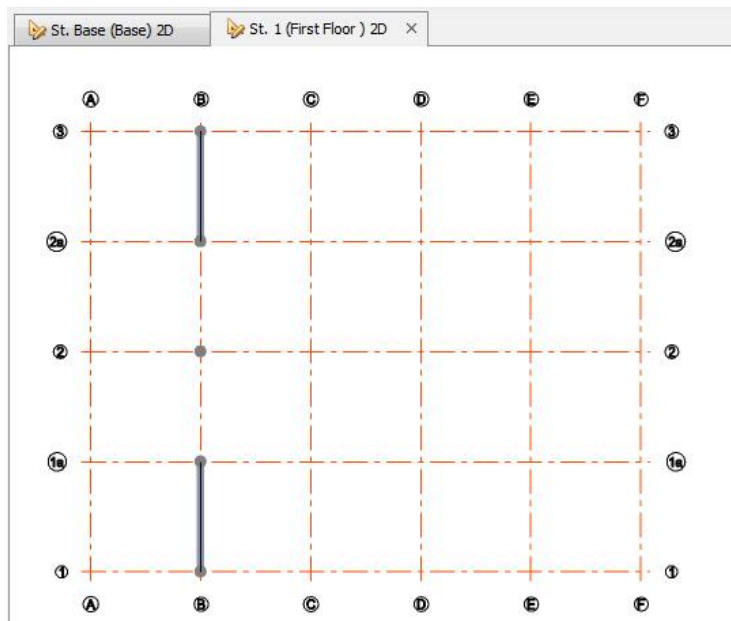 St. Base (Base) 2D St. 1 (First Floor ) 2D
A B C D E F
3 3
2a 2a
2 2
1a 1a
1 1
A B C D E F